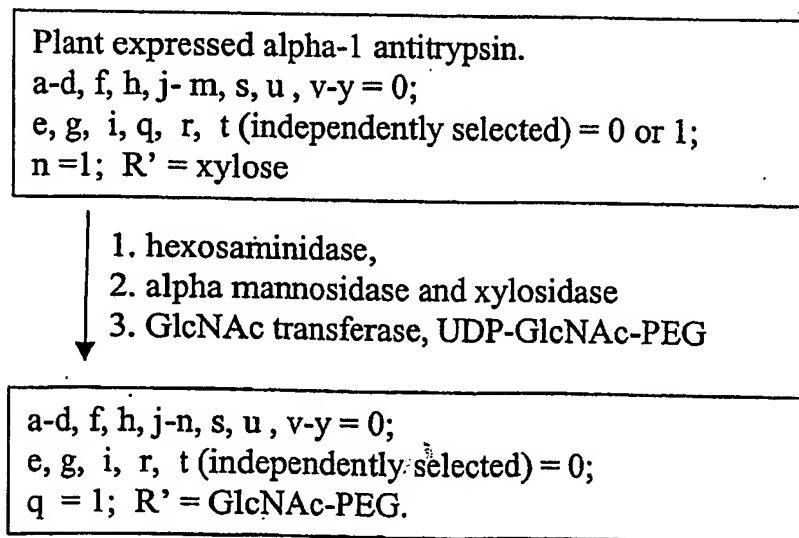 Plant expressed alpha-1 antitrypsin.
a-d, f, h, j- m, s, u , v-y = 0;
e, g, i, q, r, t (independently selected) = 0 or 1;
n =1; R' = xylose
1. hexosaminidase,
2. alpha mannosidase and xylosidase
3. GlcNAc transferase, UDP-GlcNAc-PEG
a-d, f, h, j-n, s, u , v-y = 0;
e, g, i, r, t (independently selected) = 0;
q = 1; R' = GlcNAc-PEG.